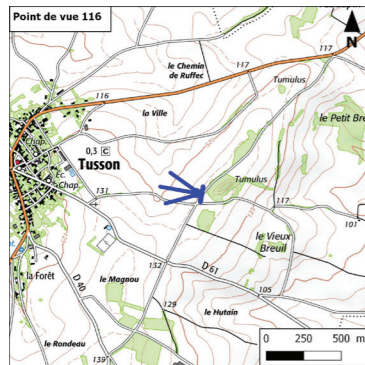 Point de vue 116
N
117
117
le Chemin
de Ruffec
Tumulus
116
la Ville
le Petit Bre
Chap.
0,3 C
Tusson
Tumulus
Ec.
Chap.
131
117
101
le Vieux
Breuil
132
D 61
la Forêt
D 40
le Magnou
105
129
le Hutain
le Rondeau
139
0 250 500 m